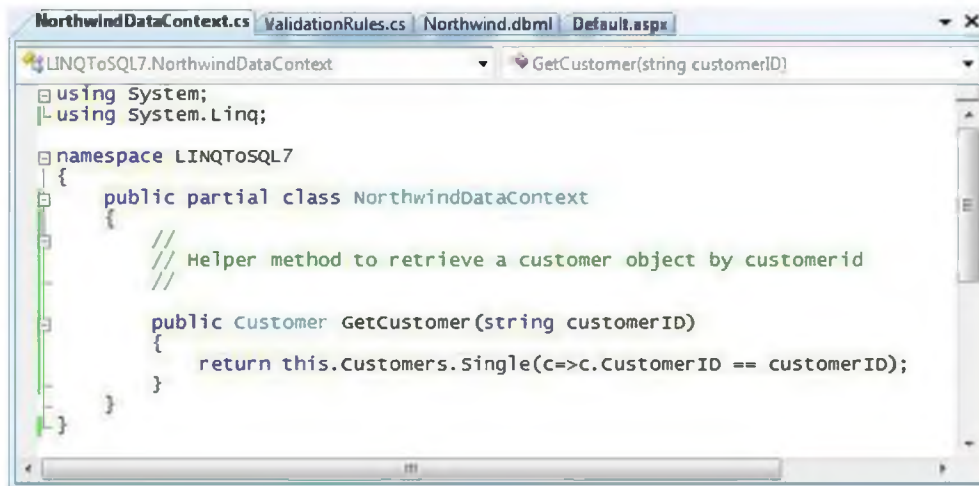 NorthwindDataContext.cs ValidationRules.cs Northwind.dbml Default.aspx
LINQToSQL7.NorthwindDataContext GetCustomer(string customerID)
using System;
using System.Linq;
namespace LINQToSQL7
{
public partial class NorthwindDataContext
{
//
// Helper method to retrieve a customer object by customerid
//
public Customer GetCustomer(string customerID)
{
return this.Customers.Single(c=>c.CustomerID == customerID);
}
}
}